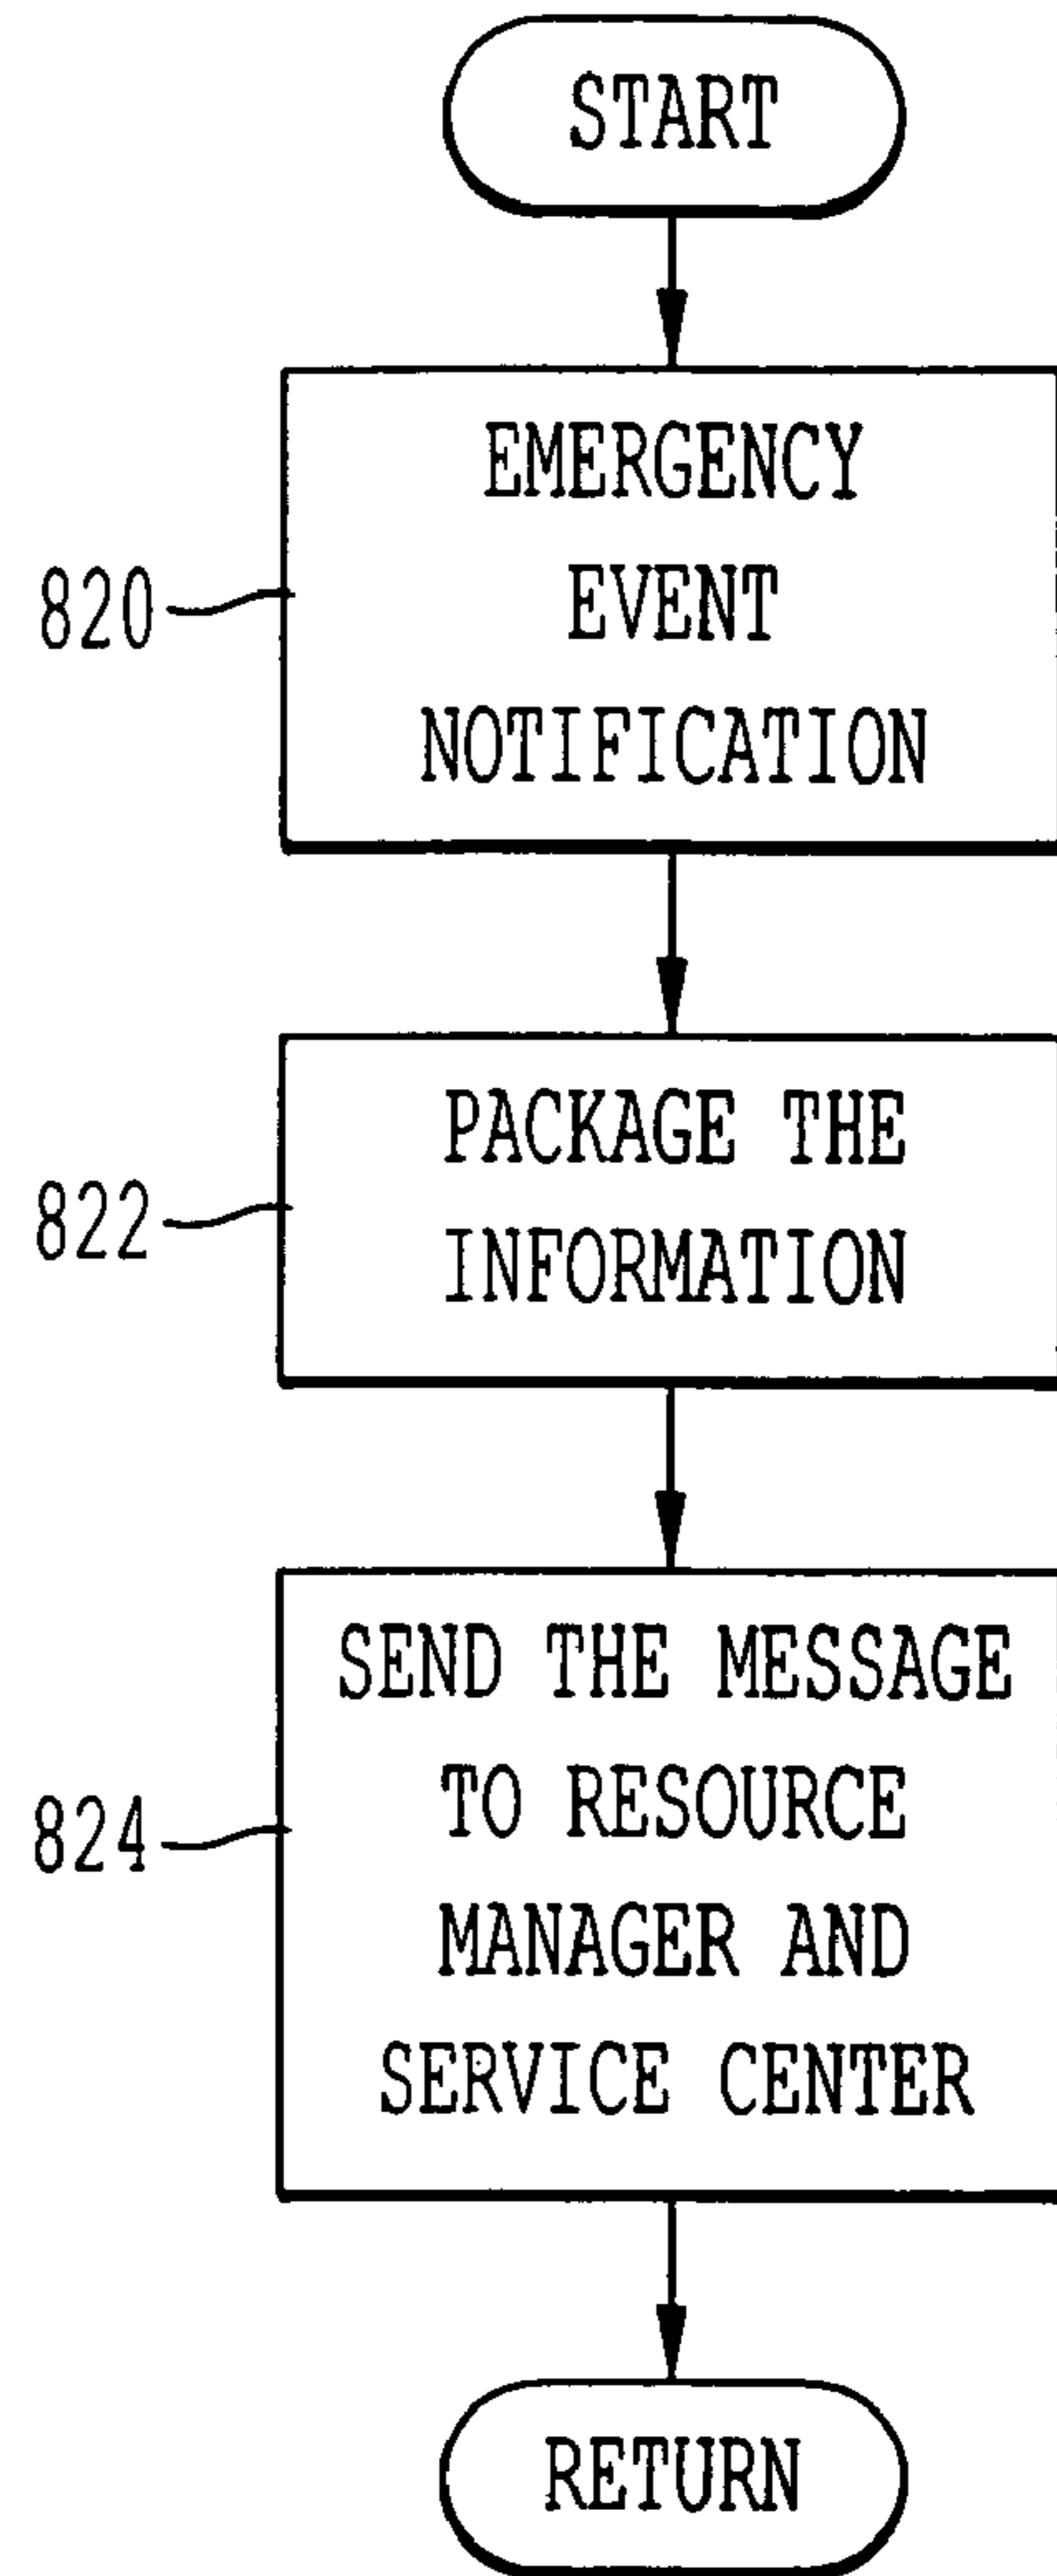 START
EMERGENCY
EVENT
NOTIFICATION
820
PACKAGE THE
INFORMATION
822
SEND THE MESSAGE
TO RESOURCE
MANAGER AND
SERVICE CENTER
824
RETURN